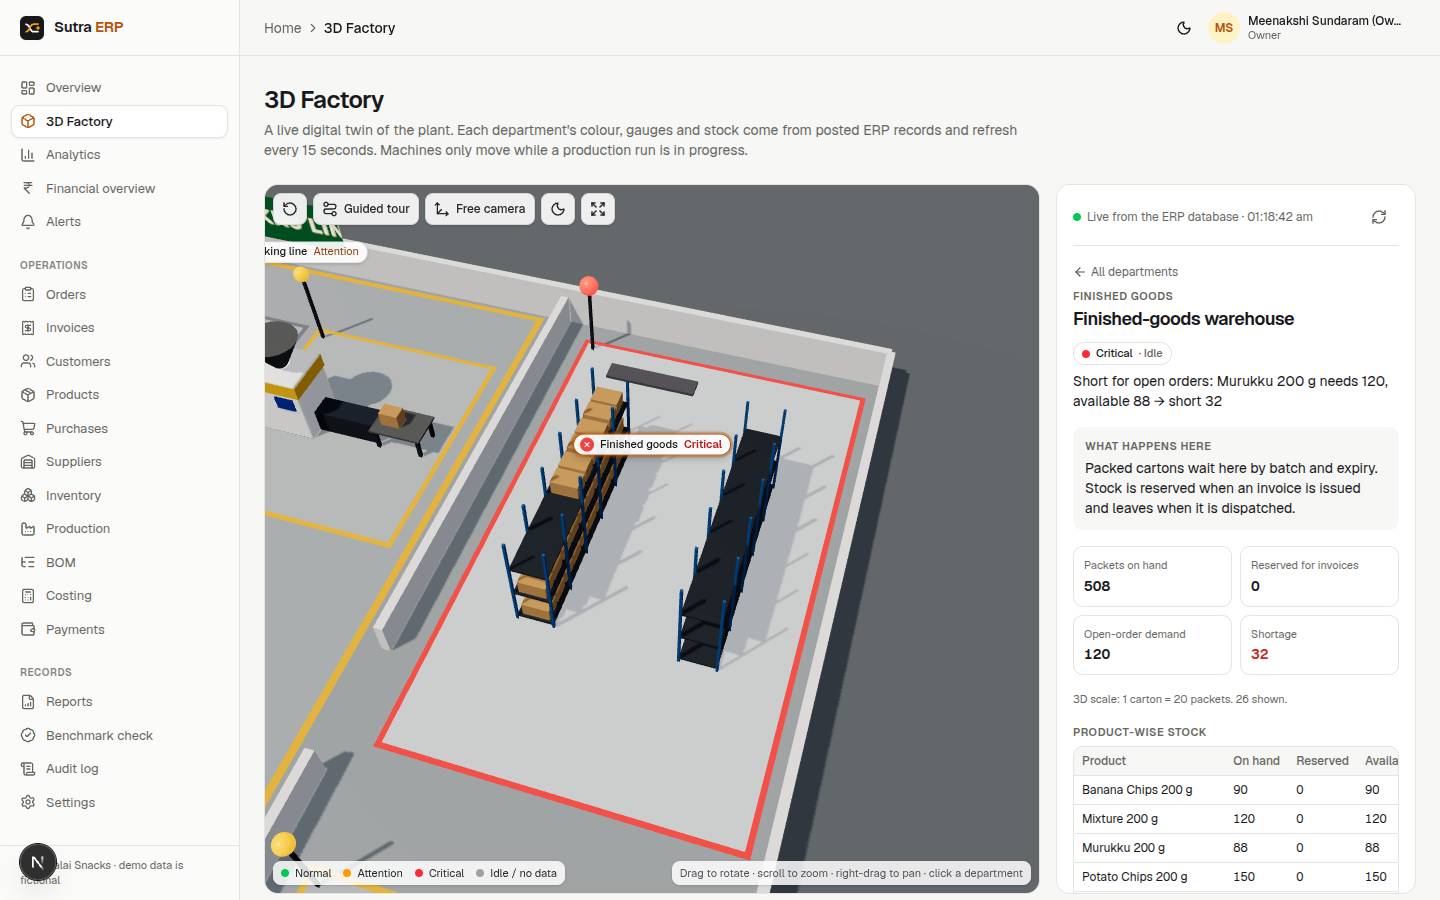 Sutra ERP
Home > 3D Factory
MS
Meenakshi Sundaram (Ow...
Owner
Overview
3D Factory
Analytics
Financial overview
Alerts
OPERATIONS
Orders
Invoices
Customers
Products
Purchases
Suppliers
Inventory
Production
BOM
Costing
Payments
RECORDS
Reports
Benchmark check
Audit log
Settings
N
alai Snacks · demo data is
fictional
3D Factory
A live digital twin of the plant. Each department's colour, gauges and stock come from posted ERP records and refresh
every 15 seconds. Machines only move while a production run is in progress.
Guided tour
Free camera
king line Attention
Finished goods Critical
Normal
Attention
Critical
Idle / no data
Drag to rotate · scroll to zoom · right-drag to pan · click a department
Live from the ERP database · 01:18:42 am
← All departments
FINISHED GOODS
Finished-goods warehouse
Critical · Idle
Short for open orders: Murukku 200 g needs 120,
available 88 → short 32
WHAT HAPPENS HERE
Packed cartons wait here by batch and expiry.
Stock is reserved when an invoice is issued
and leaves when it is dispatched.
Packets on hand
508
Reserved for invoices
0
Open-order demand
120
Shortage
32
3D scale: 1 carton = 20 packets. 26 shown.
PRODUCT-WISE STOCK
Product On hand Reserved Availa
Banana Chips 200 g 90 0 90
Mixture 200 g 120 0 120
Murukku 200 g 88 0 88
Potato Chips 200 g 150 0 150